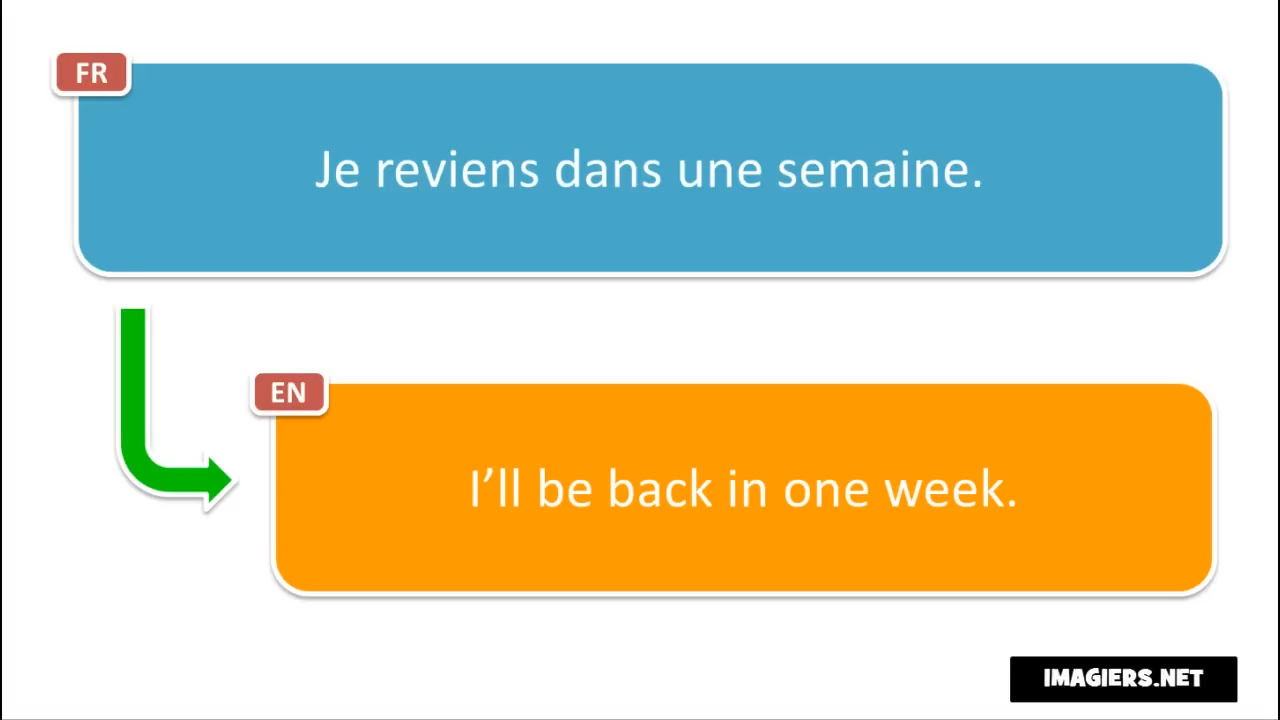 FR
Je reviens dans une semaine.
EN
I’ll be back in one week.
IMAGIERS.NET